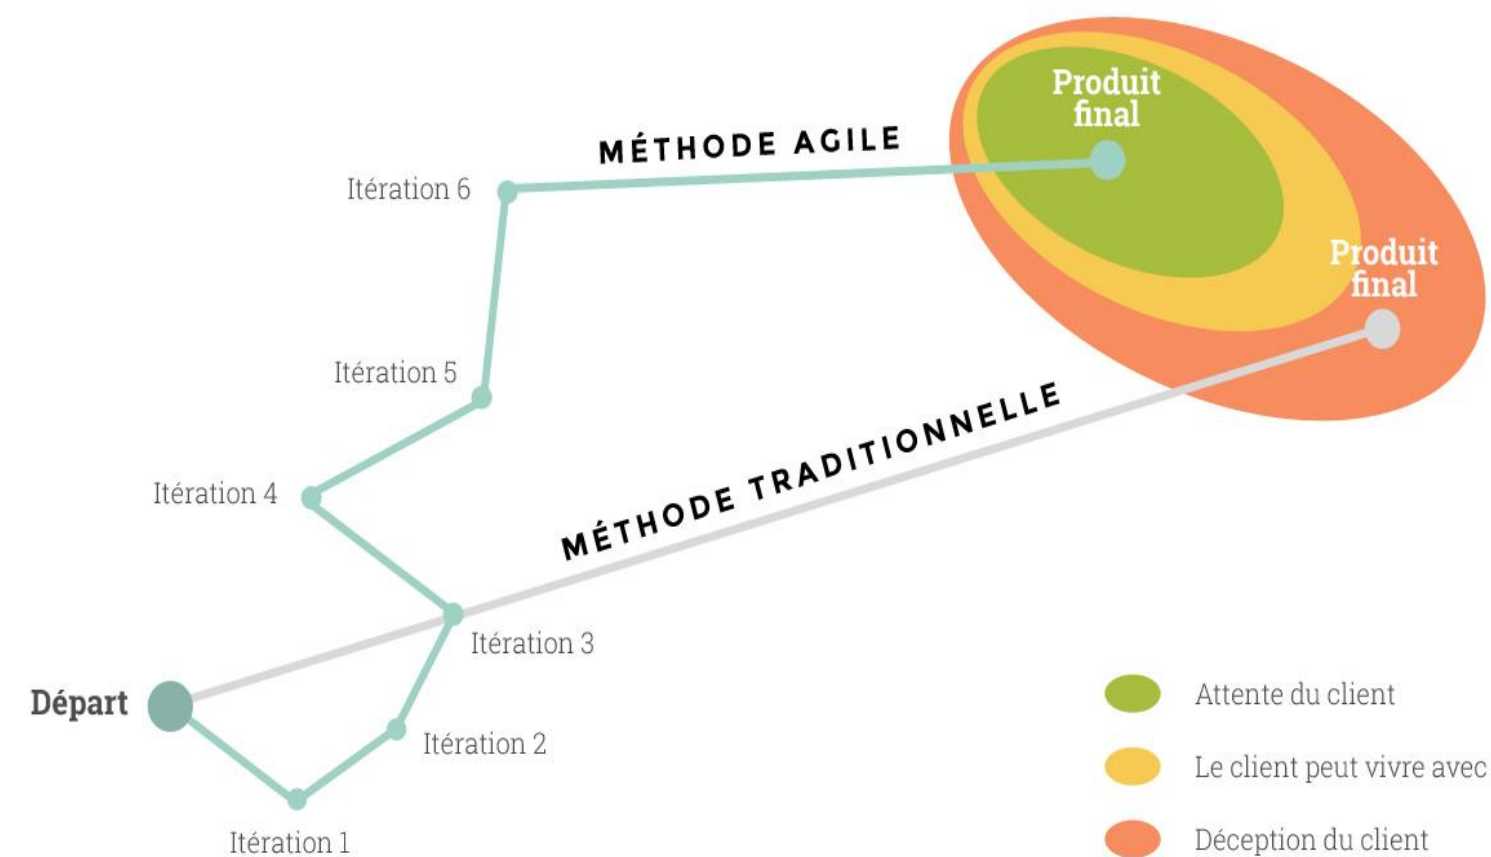 Produit
final
MÉTHODE AGILE
Itération 6
Produit
final
Itération 5
MÉTHODE TRADITIONNELLE
Itération 4
Itération 3
Départ
Itération 2
Itération 1
Attente du client
Le client peut vivre avec
Déception du client